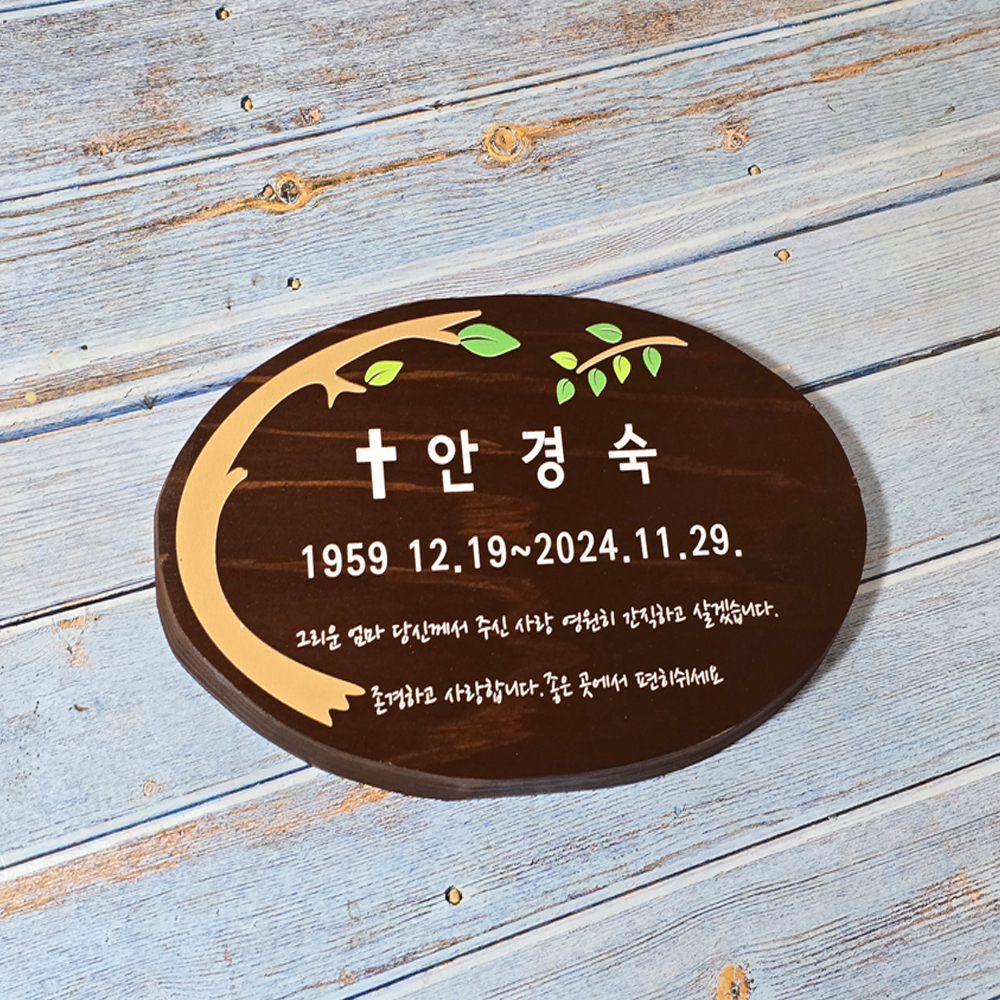 ✝ 안 경 숙
1959 12.19~2024.11.29.
그리운 엄마 당신께서 주신 사랑 영원히 간직하고 살겠습니다.
존경하고 사랑합니다.좋은 곳에서 편히쉬세요